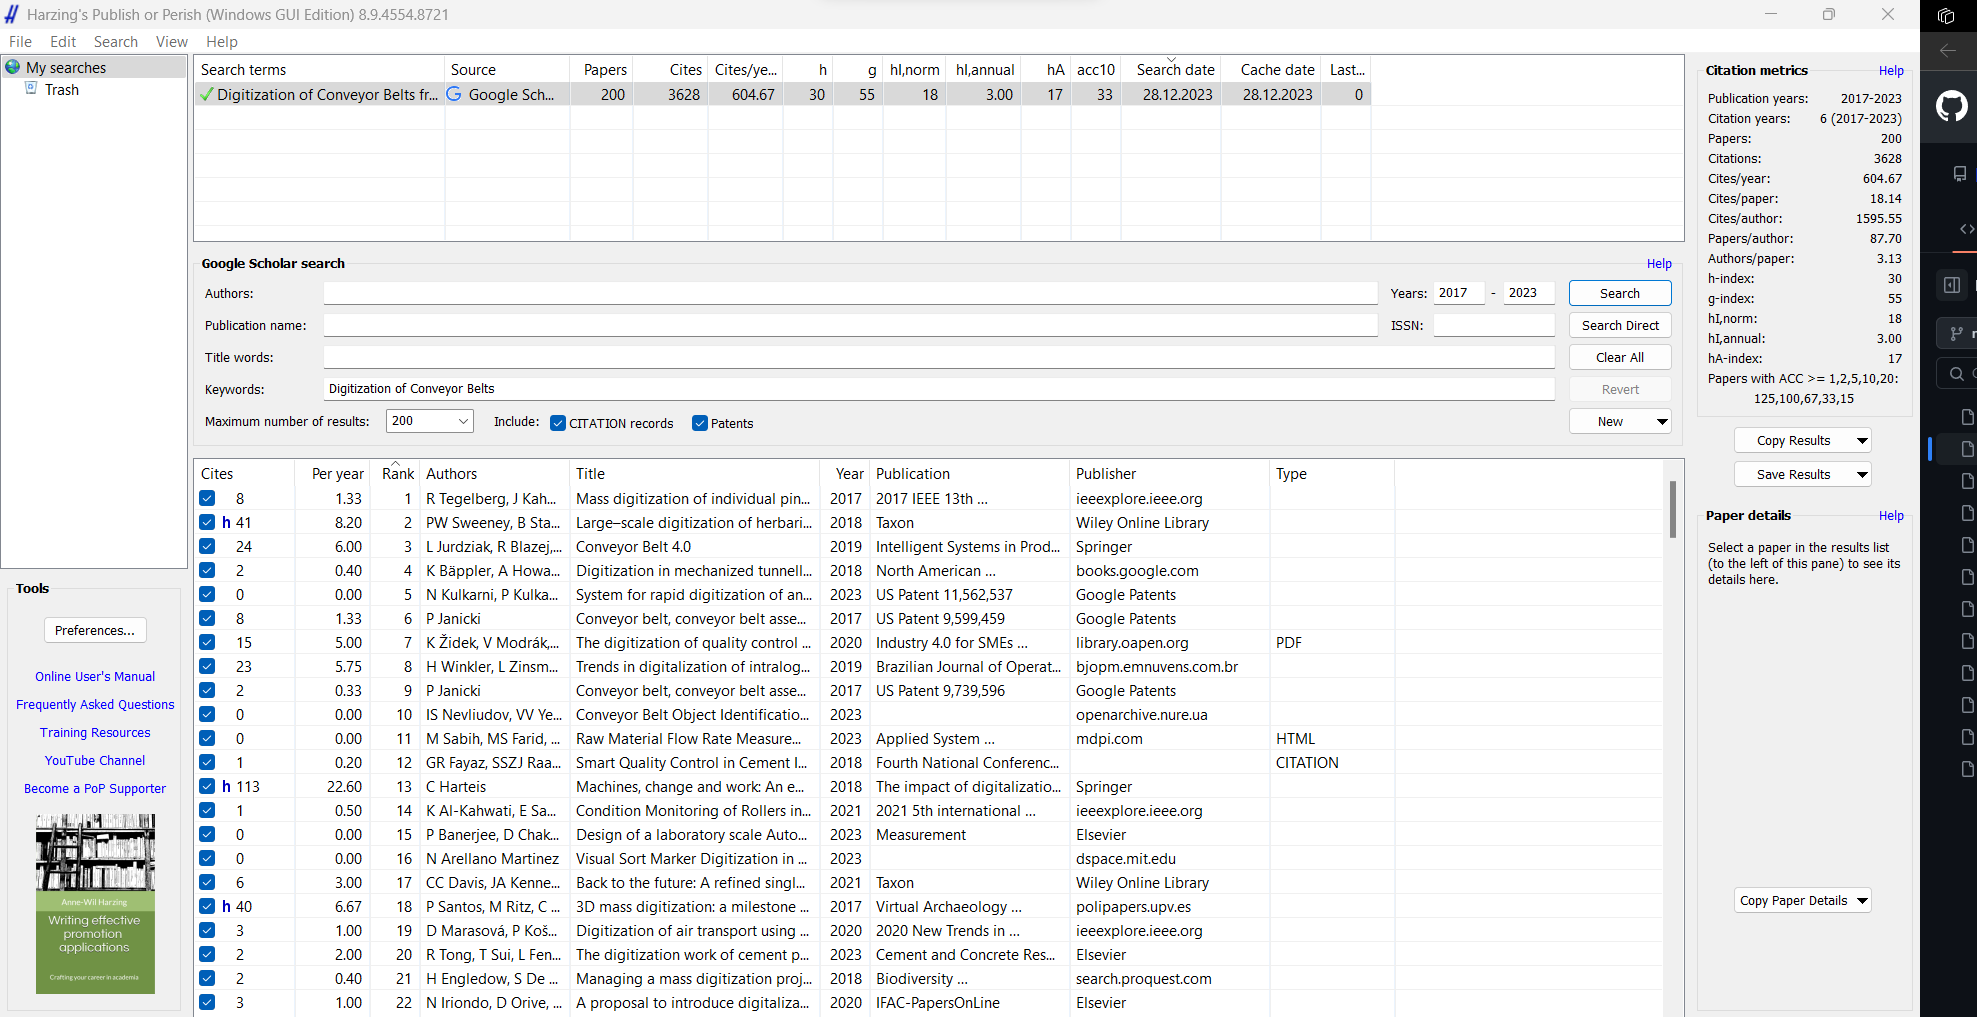 Harzing's Publish or Perish (Windows GUI Edition) 8.9.4554.8721
File Edit Search View Help
My searches
Trash
Search terms Source Papers Cites Cites/ye... h g hI,norm hI,annual hA acc10 Search date Cache date Last...
Digitization of Conveyor Belts fr... Google Sch... 200 3628 604.67 30 55 18 3.00 17 33 28.12.2023 28.12.2023 0
Google Scholar search Help
Authors: Years: 2017 - 2023 Search
Publication name: ISSN: Search Direct
Title words: Clear All
Keywords: Digitization of Conveyor Belts Revert
Maximum number of results: 200 Include: CITATION records Patents New
Cites Per year Rank Authors Title Year Publication Publisher Type
8 1.33 1 R Tegelberg, J Kah... Mass digitization of individual pin... 2017 2017 IEEE 13th ... ieeexplore.ieee.org
h 41 8.20 2 PW Sweeney, B Sta... Large–scale digitization of herbari... 2018 Taxon Wiley Online Library
24 6.00 3 L Jurdziak, R Blazej,... Conveyor Belt 4.0 2019 Intelligent Systems in Prod... Springer
2 0.40 4 K Bäppler, A Howa... Digitization in mechanized tunnell... 2018 North American ... books.google.com
0 0.00 5 N Kulkarni, P Kulka... System for rapid digitization of an... 2023 US Patent 11,562,537 Google Patents
8 1.33 6 P Janicki Conveyor belt, conveyor belt asse... 2017 US Patent 9,599,459 Google Patents
15 5.00 7 K Židek, V Modrák,... The digitization of quality control ... 2020 Industry 4.0 for SMEs ... library.oapen.org PDF
23 5.75 8 H Winkler, L Zinsm... Trends in digitalization of intralog... 2019 Brazilian Journal of Operat... bjopm.emnuvens.com.br
2 0.33 9 P Janicki Conveyor belt, conveyor belt asse... 2017 US Patent 9,739,596 Google Patents
0 0.00 10 IS Nevliudov, VV Ye... Conveyor Belt Object Identificatio... 2023 openarchive.nure.ua
0 0.00 11 M Sabih, MS Farid, ... Raw Material Flow Rate Measure... 2023 Applied System ... mdpi.com HTML
1 0.20 12 GR Fayaz, SSZJ Raa... Smart Quality Control in Cement I... 2018 Fourth National Conferenc... CITATION
h 113 22.60 13 C Harteis Machines, change and work: An e... 2018 The impact of digitalizatio... Springer
1 0.50 14 K Al-Kahwati, E Sa... Condition Monitoring of Rollers in... 2021 2021 5th international ... ieeexplore.ieee.org
0 0.00 15 P Banerjee, D Chak... Design of a laboratory scale Auto... 2023 Measurement Elsevier
0 0.00 16 N Arellano Martinez Visual Sort Marker Digitization in ... 2023 dspace.mit.edu
6 3.00 17 CC Davis, JA Kenne... Back to the future: A refined singl... 2021 Taxon Wiley Online Library
h 40 6.67 18 P Santos, M Ritz, C ... 3D mass digitization: a milestone ... 2017 Virtual Archaeology ... polipapers.upv.es
3 1.00 19 D Marasová, P Koš... Digitization of air transport using ... 2020 2020 New Trends in ... ieeexplore.ieee.org
2 2.00 20 R Tong, T Sui, L Fen... The digitization work of cement p... 2023 Cement and Concrete Res... Elsevier
2 0.40 21 H Engledow, S De ... Managing a mass digitization proj... 2018 Biodiversity ... search.proquest.com
3 1.00 22 N Iriondo, D Orive, ... A proposal to introduce digitaliza... 2020 IFAC-PapersOnLine Elsevier
Tools
Preferences...
Online User's Manual
Frequently Asked Questions
Training Resources
YouTube Channel
Become a PoP Supporter
Anne-Wil Harzing
Writing effective
promotion
applications
Crafting your career in academia
Citation metrics Help
Publication years: 2017-2023
Citation years: 6 (2017-2023)
Papers: 200
Citations: 3628
Cites/year: 604.67
Cites/paper: 18.14
Cites/author: 1595.55
Papers/author: 87.70
Authors/paper: 3.13
h-index: 30
g-index: 55
hI,norm: 18
hI,annual: 3.00
hA-index: 17
Papers with ACC >= 1,2,5,10,20:
125,100,67,33,15
Copy Results
Save Results
Paper details Help
Select a paper in the results list
(to the left of this pane) to see its
details here.
Copy Paper Details